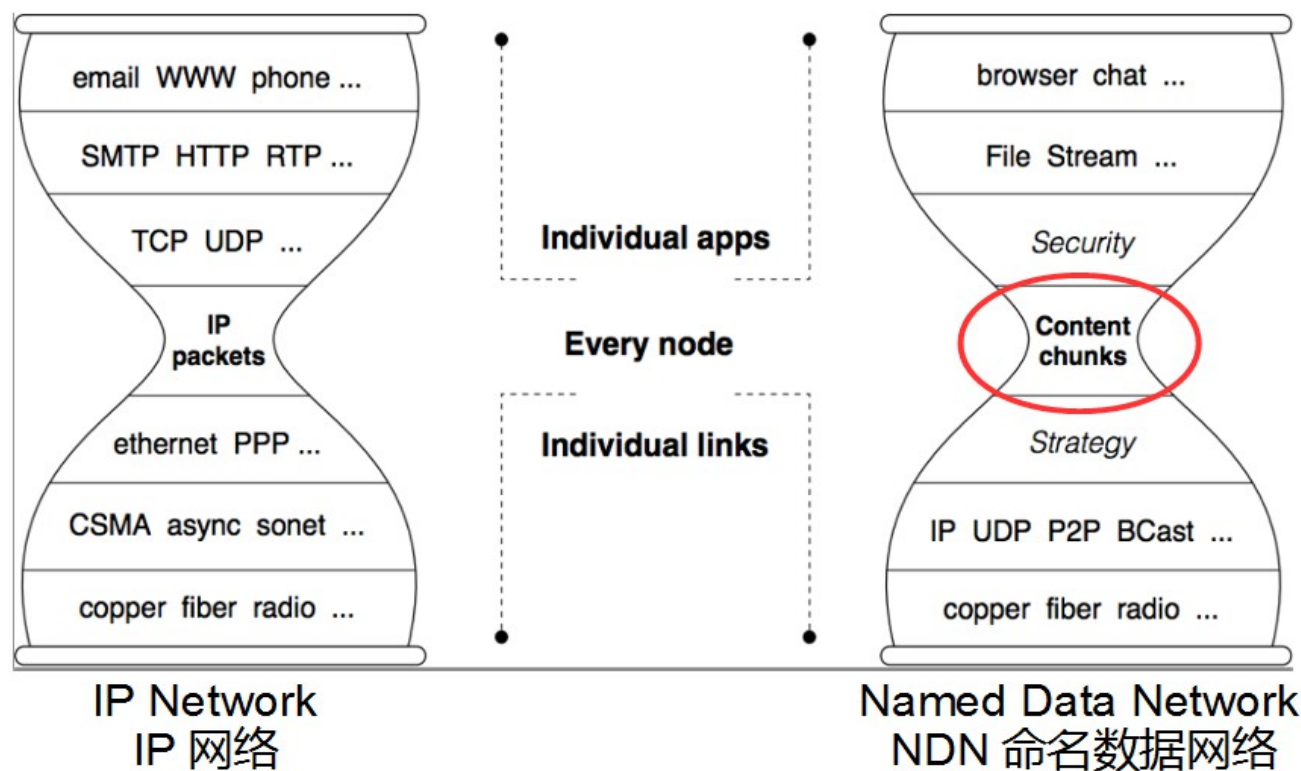 email WWW phone ...
SMTP HTTP RTP ...
TCP UDP ...
IP
packets
ethernet PPP ...
CSMA async sonet ...
copper fiber radio ...
IP Network
IP 网络
Individual apps
Every node
Individual links
browser chat ...
File Stream ...
Security
Content
chunks
Strategy
IP UDP P2P BCast ...
copper fiber radio ...
Named Data Network
NDN 命名数据网络